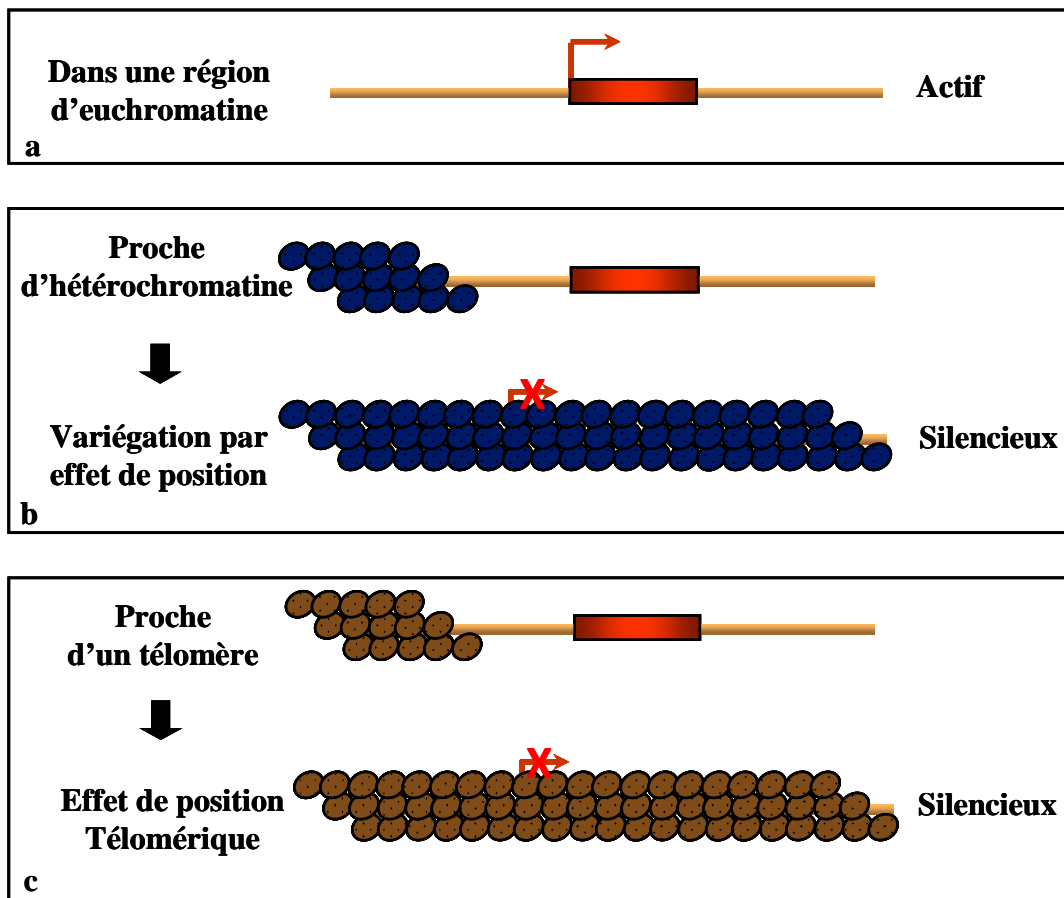 Dans une région
d’euchromatine
Actif
a
Proche
d’hétérochromatine
X
Variégation par
effet de position
Silencieux
b
Proche
d’un télomère
X
Effet de position
Télomérique
Silencieux
c